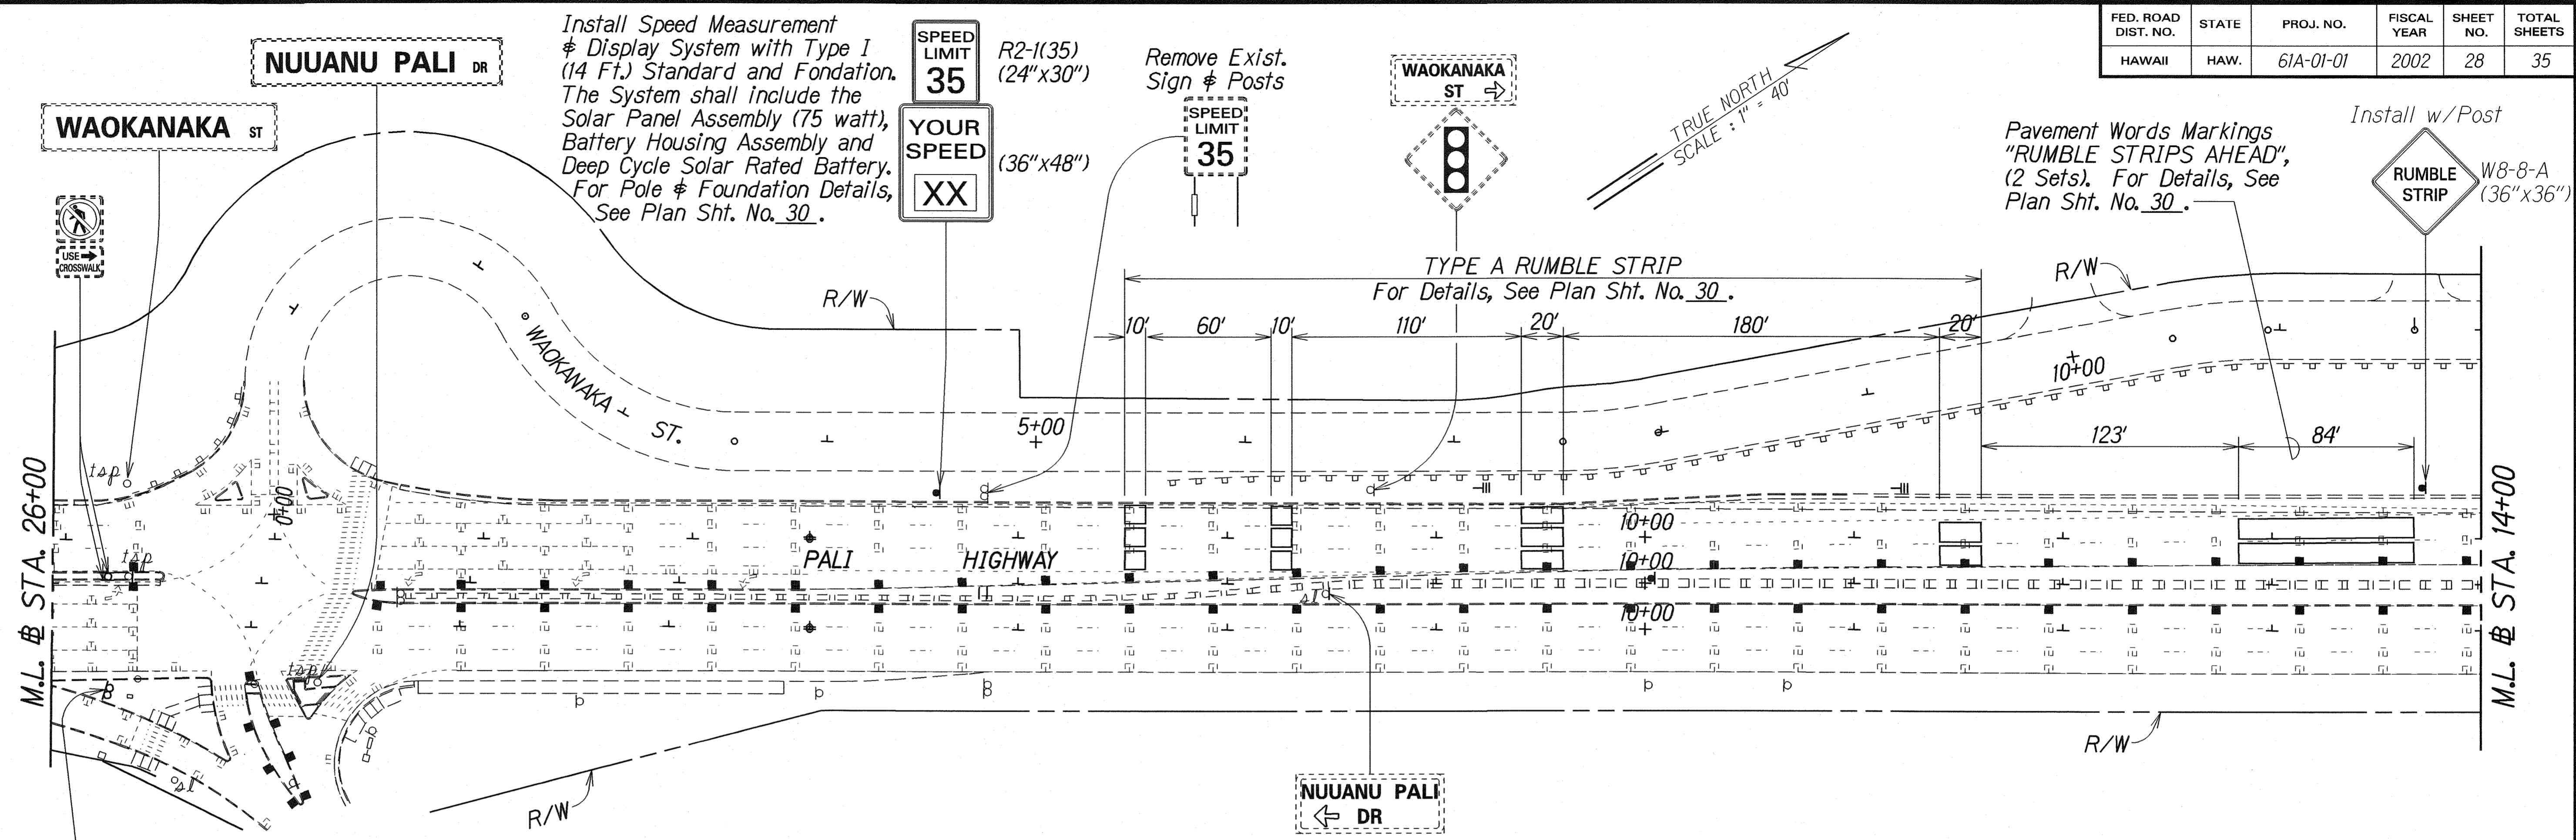 FED. ROAD DIST. NO.
STATE
PROJ. NO.
FISCAL YEAR
SHEET NO.
TOTAL SHEETS
HAWAII
HAW.
61A-01-01
2002
28
35
WAOKANAKA ST
NUUANU PALI DR
USE
CROSSWALK
Install Speed Measurement
& Display System with Type I
(14 Ft.) Standard and Fondation.
The System shall include the
Solar Panel Assembly (75 watt),
Battery Housing Assembly and
Deep Cycle Solar Rated Battery.
For Pole & Foundation Details,
See Plan Sht. No. 30 .
SPEED
LIMIT
35
R2-1(35)
(24"x30")
YOUR
SPEED
XX
(36"x48")
Remove Exist.
Sign & Posts
SPEED
LIMIT
35
WAOKANAKA
ST
TRUE NORTH
SCALE : 1" = 40'
Pavement Words Markings
"RUMBLE STRIPS AHEAD",
(2 Sets). For Details, See
Plan Sht. No. 30 .
Install w/Post
RUMBLE
STRIP
W8-8-A
(36"x36")
R/W
TYPE A RUMBLE STRIP
For Details, See Plan Sht. No. 30 .
R/W
10' 60' 10' 110' 20' 180' 20'
WAOKANAKA ST.
5+00
10+00
123' 84'
M.L. ⅊ STA. 26+00
M.L. ⅊ STA. 14+00
tsp
0+00
tsp
PALI HIGHWAY
10+00
10+00
10+00
sl
tsp
sl
R/W
R/W
NUUANU PALI
DR